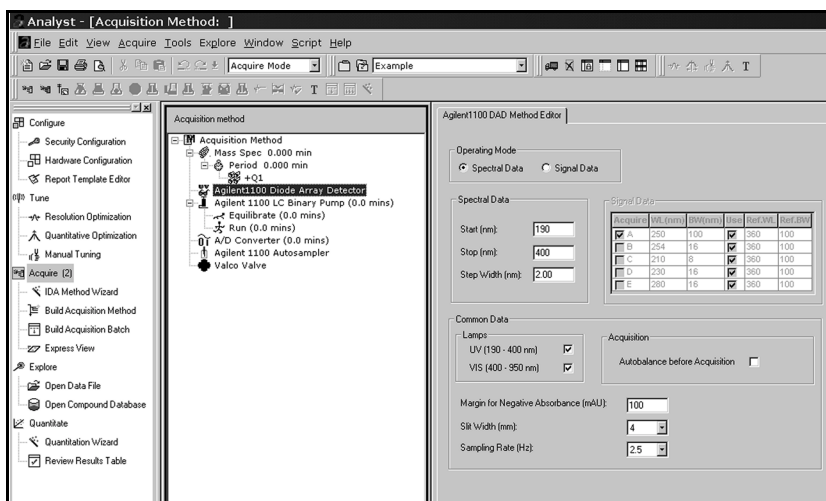 Analyst - [Acquisition Method: ]
File Edit View Acquire Tools Explore Window Script Help
Acquire Mode
Example
T
T
Configure
Security Configuration
Hardware Configuration
Report Template Editor
Tune
Resolution Optimization
Quantitative Optimization
Manual Tuning
Acquire (2)
IDA Method Wizard
Build Acquisition Method
Build Acquisition Batch
Express View
Explore
Open Data File
Open Compound Database
Quantitate
Quantitation Wizard
Review Results Table
Acquisition method
Acquisition Method
Mass Spec 0.000 min
Period 0.000 min
+Q1
Agilent1100 Diode Array Detector
Agilent 1100 LC Binary Pump (0.0 mins)
Equilibrate (0.0 mins)
Run (0.0 mins)
A/D Converter (0.0 mins)
Agilent 1100 Autosampler
Valco Valve
Agilent1100 DAD Method Editor
Operating Mode
Spectral Data Signal Data
Spectral Data
Start (nm): 190
Stop (nm): 400
Step Width (nm): 2.00
Signal Data
Acquire WL(nm) BW(nm) Use Ref.WL Ref.BW
A 250 100 360 100
B 254 16 360 100
C 210 8 360 100
D 230 16 360 100
E 280 16 360 100
Common Data
Lamps
UV (190 - 400 nm)
VIS (400 - 950 nm)
Acquisition
Autobalance before Acquisition
Margin for Negative Absorbance (mAU): 100
Slit Width (mm): 4
Sampling Rate (Hz): 2.5